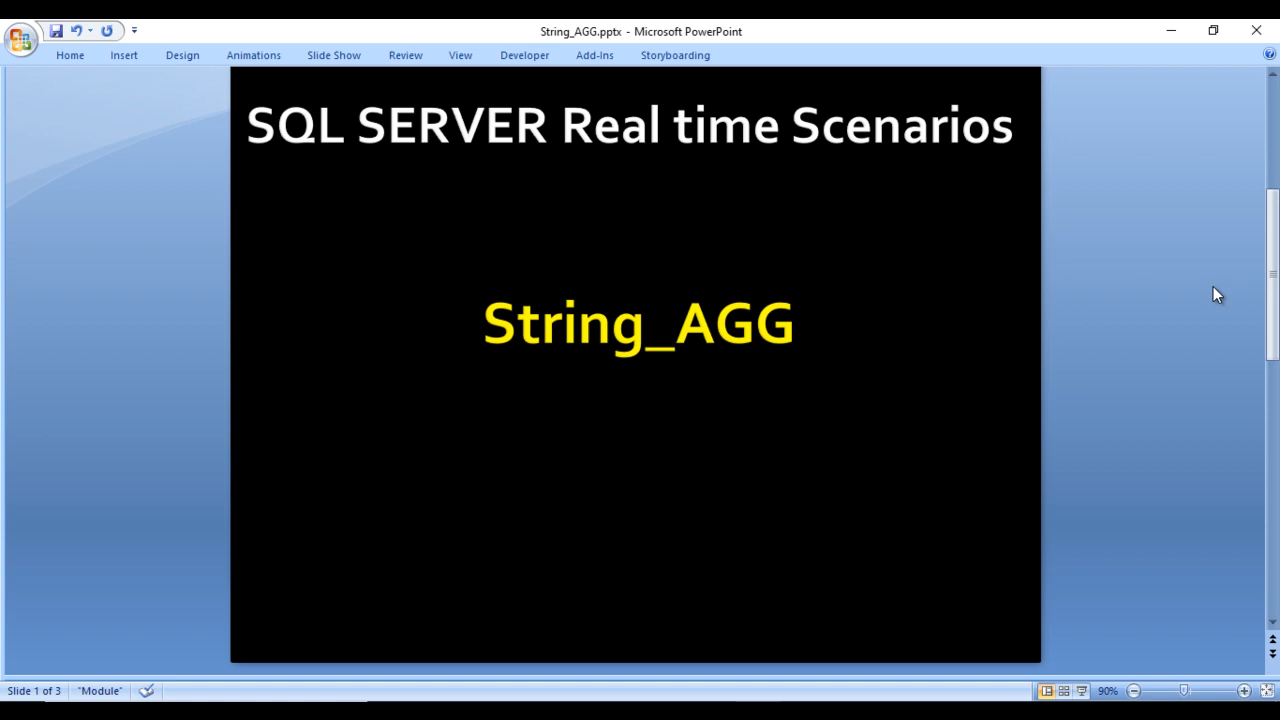 String_AGG.pptx - Microsoft PowerPoint
Home Insert Design Animations Slide Show Review View Developer Add-Ins Storyboarding
SQL SERVER Real time Scenarios
String_AGG
Slide 1 of 3 "Module" 90%